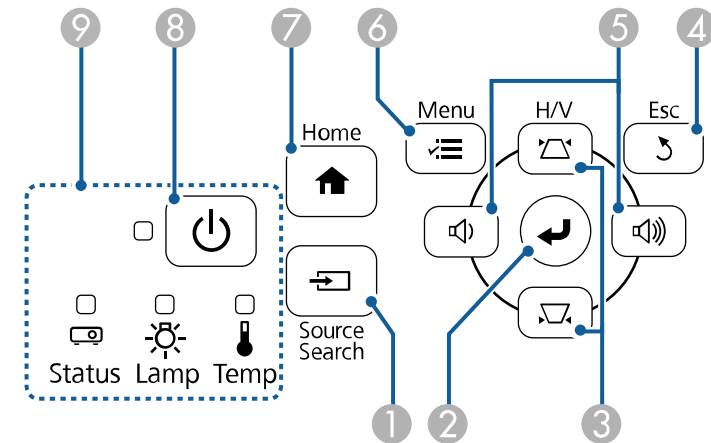 9 8 7 6 5 4
Menu H/V Esc
Home
Source
Search
Status Lamp Temp
1 2 3